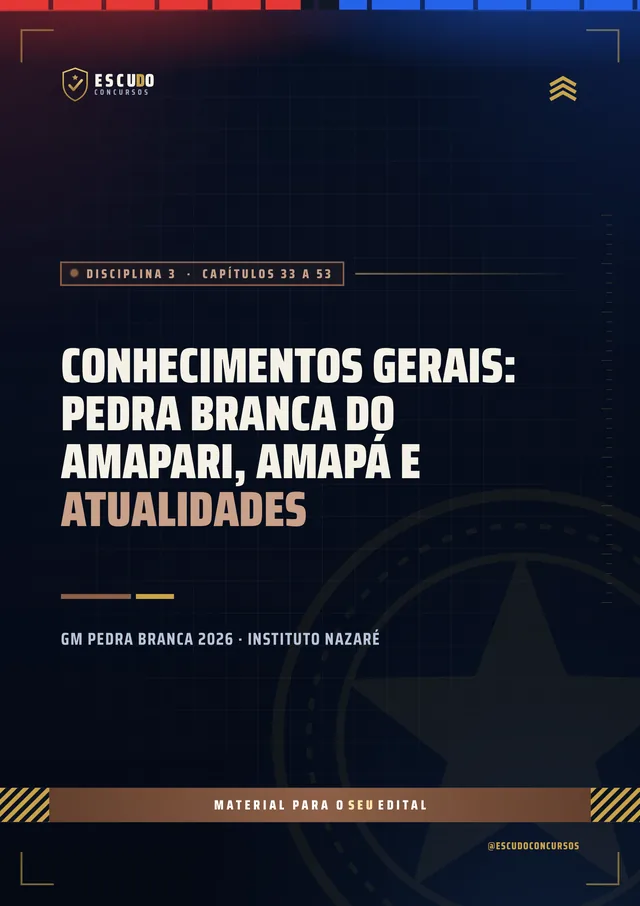 ESCUDO
CONCURSOS
DISCIPLINA 3 · CAPÍTULOS 33 A 53
CONHECIMENTOS GERAIS:
PEDRA BRANCA DO
AMAPARI, AMAPÁ E
ATUALIDADES
GM PEDRA BRANCA 2026 · INSTITUTO NAZARÉ
MATERIAL PARA O SEU EDITAL
@ESCUDOCONCURSOS